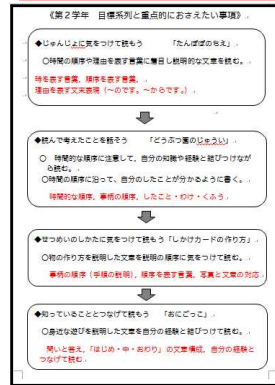 《第２学年　目標系列と重点的におさえたい事項》
◆じゅんじょに気をつけて読もう　「たんぽぽのちえ」
○時間の順序や理由を表す言葉に着目し説明的な文章を読む。
時を表す言葉、順序を表す言葉、
理由を表す文末表現（～のです。～からです。）
◆読んで考えたことを話そう　「どうぶつ園のじゅうい」
○　時間的な順序に注意して、自分の知識や経験と結びつけながら
ら読む。
○時間の順序に沿って、自分のしたことが分かるように書く。
時間的な順序、事柄の順序、したこと・わけ・くふう
◆せつめいのしかたに気をつけて読もう「しかけカードの作り方」
○物の作り方を説明した文章を説明の順序に気をつけて読む。
事柄の順序（手順の説明）、順序を表す言葉、写真と文章の対応
◆知っていることとつなげて読もう　「おにごっこ」
○身近な遊びを説明した文章を自分の経験と結びつけて読む。
問いと答え、「はじめ・中・おわり」の文章構成、自分の経験と
つなげて読む